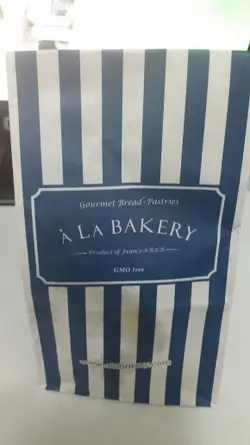 Gourmet Bread · Pastries
À LA BAKERY
Product of France
GMO free